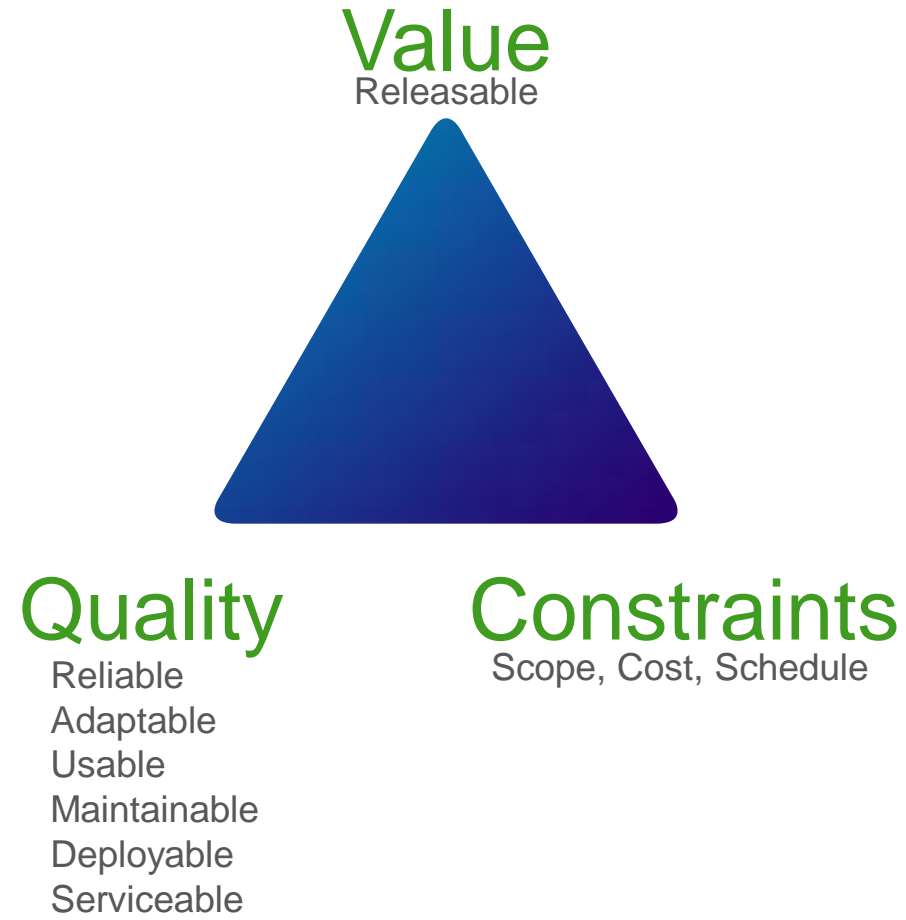 Value
Releasable
Quality
Reliable
Adaptable
Usable
Maintainable
Deployable
Serviceable
Constraints
Scope, Cost, Schedule